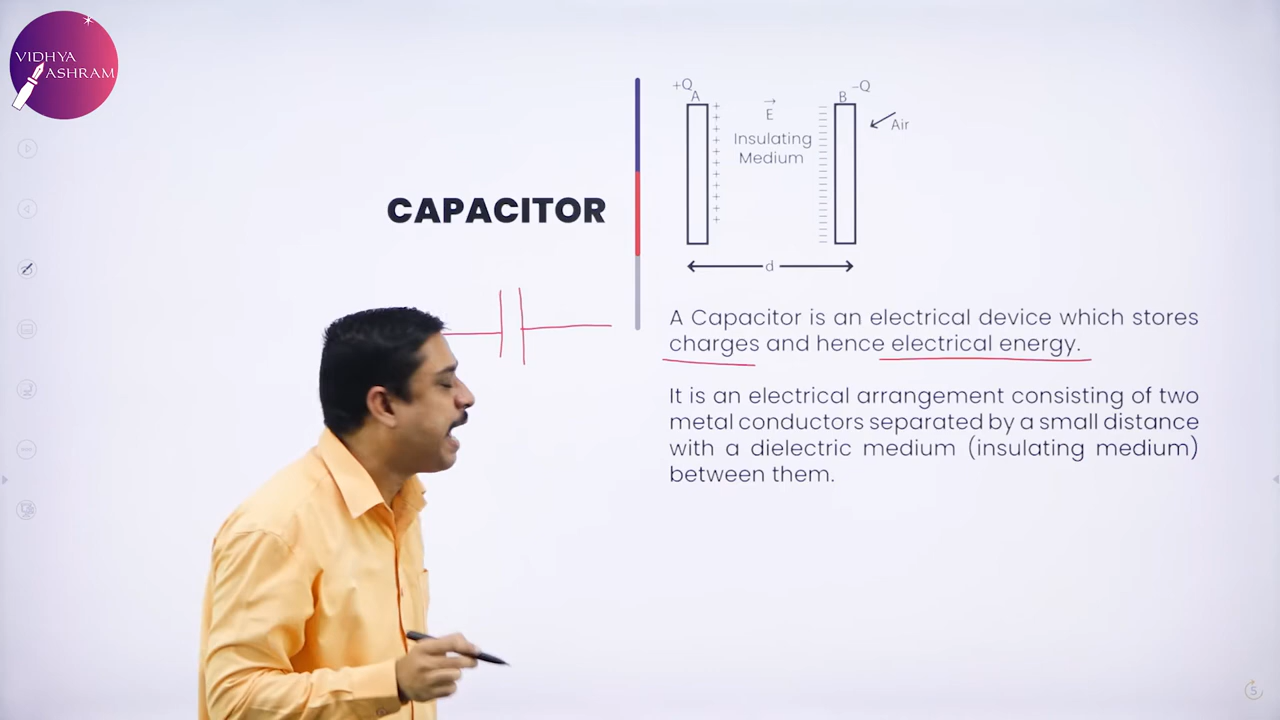 VIDHYA
ASHRAM
+Q
A
B
−Q
E
Air
Insulating
Medium
d
CAPACITOR
A Capacitor is an electrical device which stores
charges and hence electrical energy.
It is an electrical arrangement consisting of two
metal conductors separated by a small distance
with a dielectric medium (insulating medium)
between them.
5